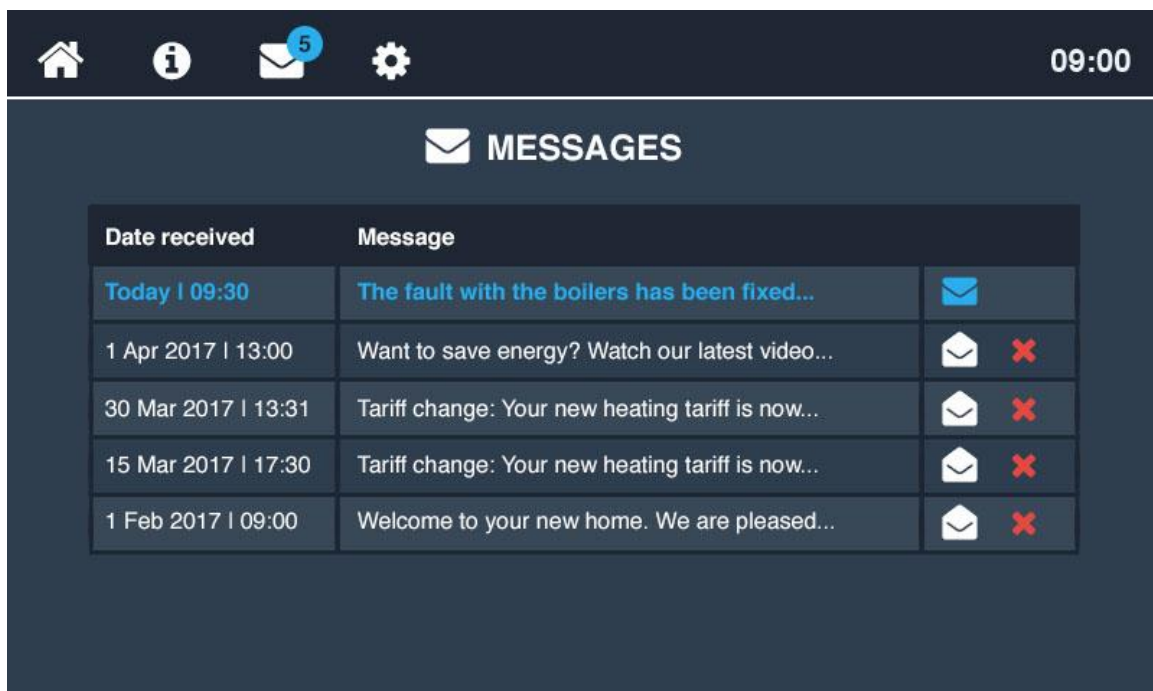 5
09:00
MESSAGES
Date received Message
Today | 09:30 The fault with the boilers has been fixed...
1 Apr 2017 | 13:00 Want to save energy? Watch our latest video...
30 Mar 2017 | 13:31 Tariff change: Your new heating tariff is now...
15 Mar 2017 | 17:30 Tariff change: Your new heating tariff is now...
1 Feb 2017 | 09:00 Welcome to your new home. We are pleased...